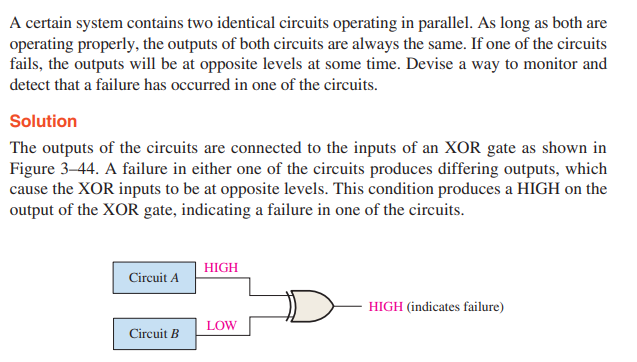 A certain system contains two identical circuits operating in parallel. As long as both are
operating properly, the outputs of both circuits are always the same. If one of the circuits
fails, the outputs will be at opposite levels at some time. Devise a way to monitor and
detect that a failure has occurred in one of the circuits.
Solution
The outputs of the circuits are connected to the inputs of an XOR gate as shown in
Figure 3–44. A failure in either one of the circuits produces differing outputs, which
cause the XOR inputs to be at opposite levels. This condition produces a HIGH on the
output of the XOR gate, indicating a failure in one of the circuits.
Circuit A
HIGH
HIGH (indicates failure)
Circuit B
LOW